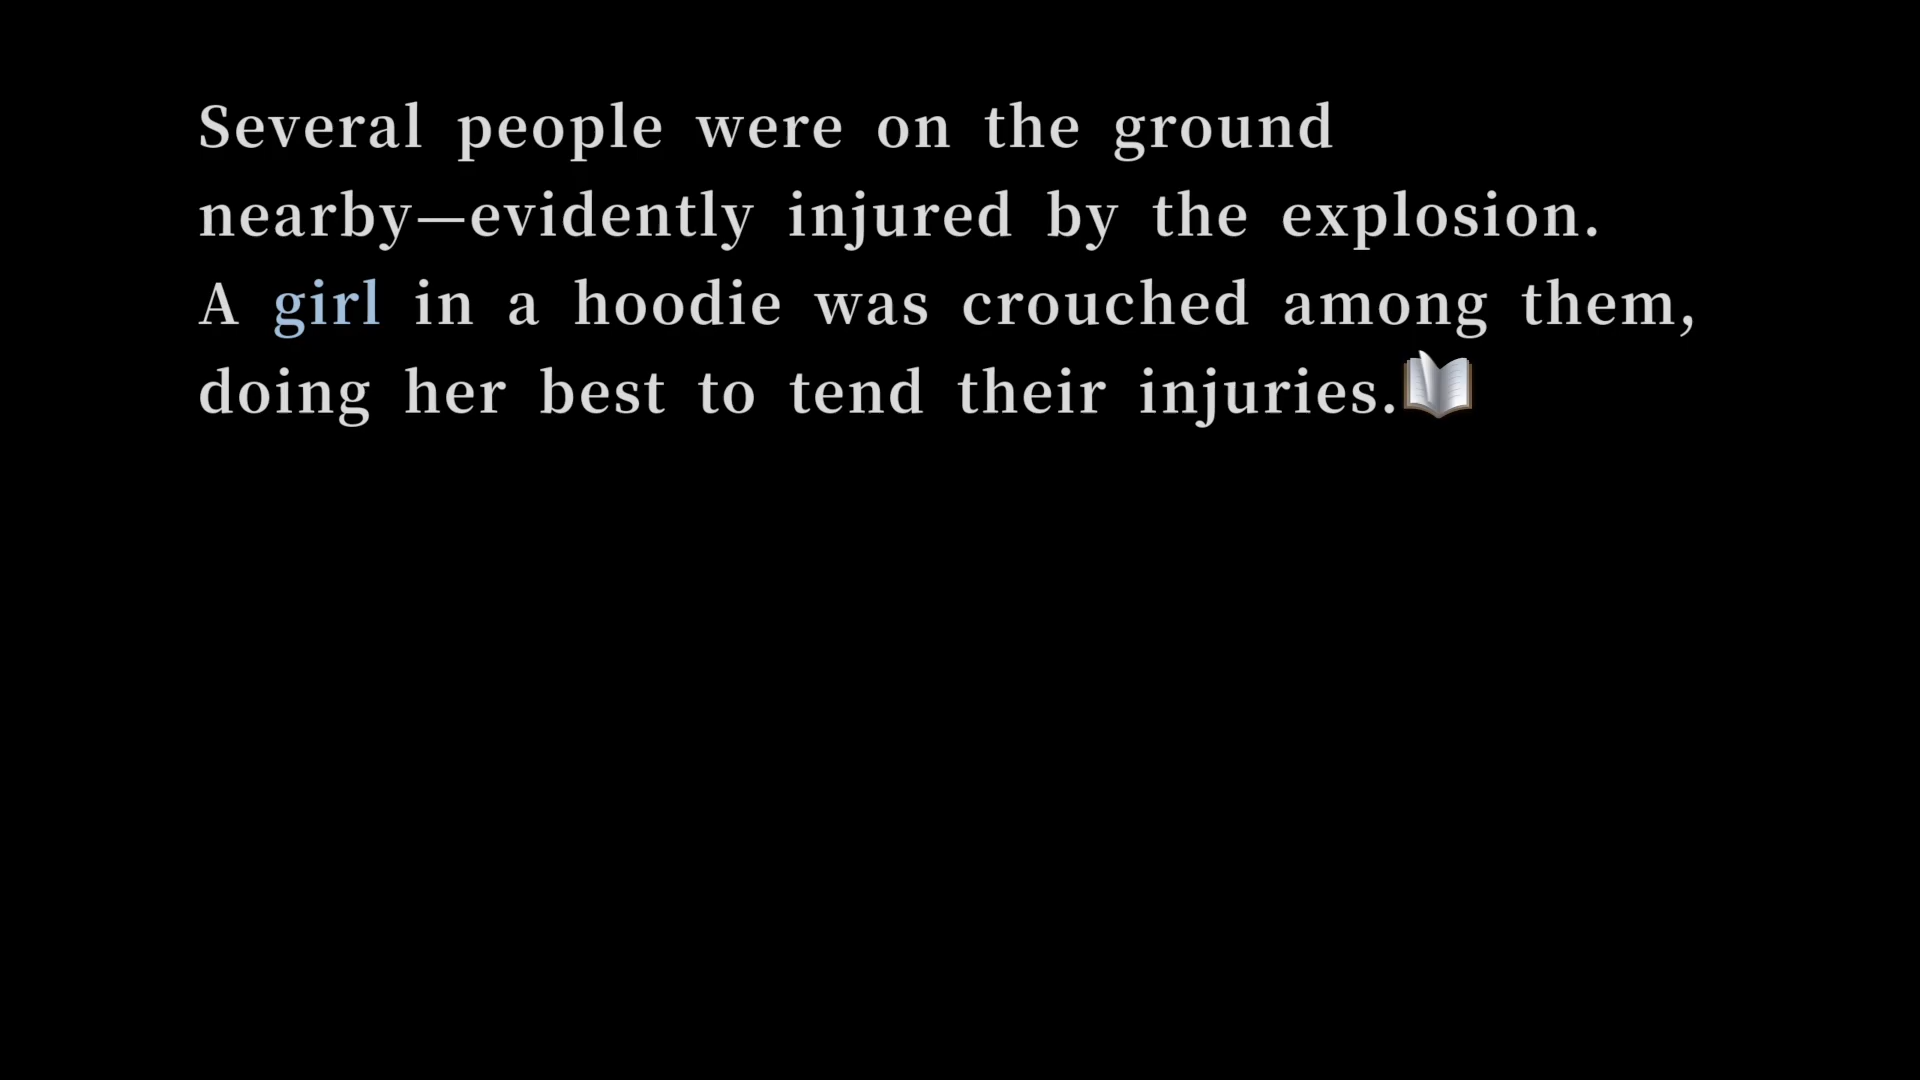 Several people were on the ground
nearby—evidently injured by the explosion.
A girl in a hoodie was crouched among them,
doing her best to tend their injuries.